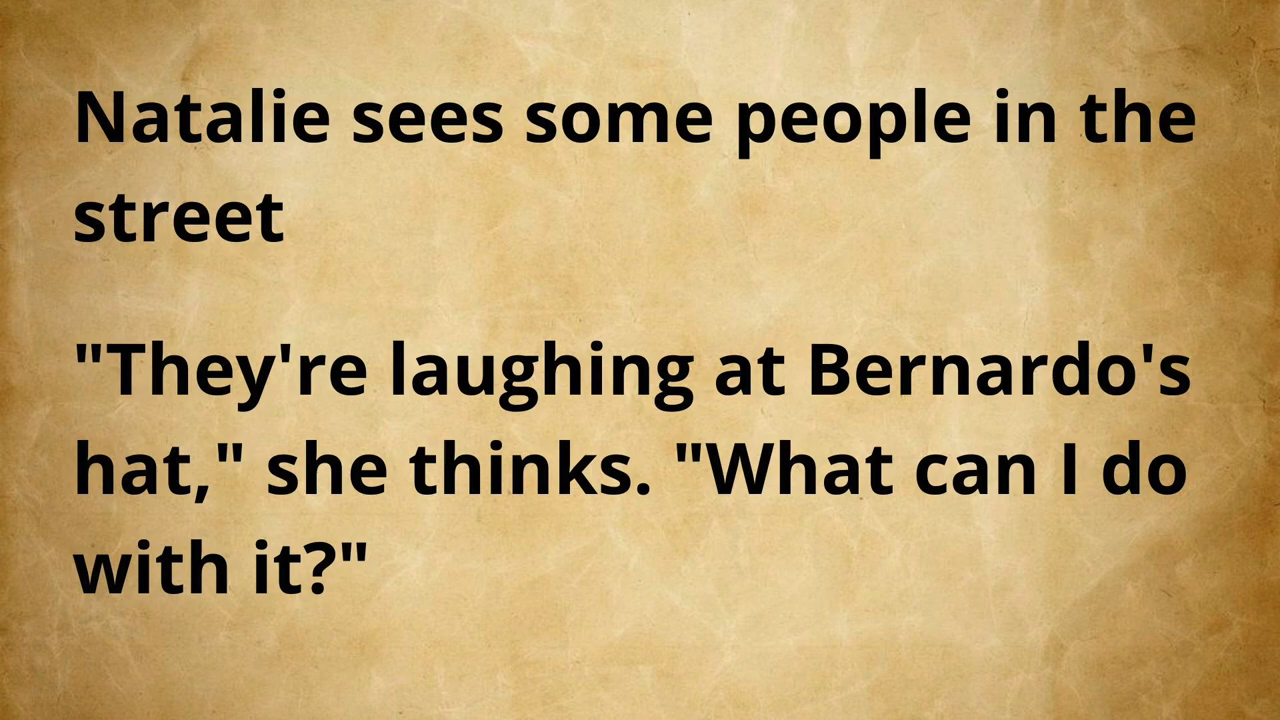 Natalie sees some people in the
street
"They're laughing at Bernardo's
hat," she thinks. "What can I do
with it?"